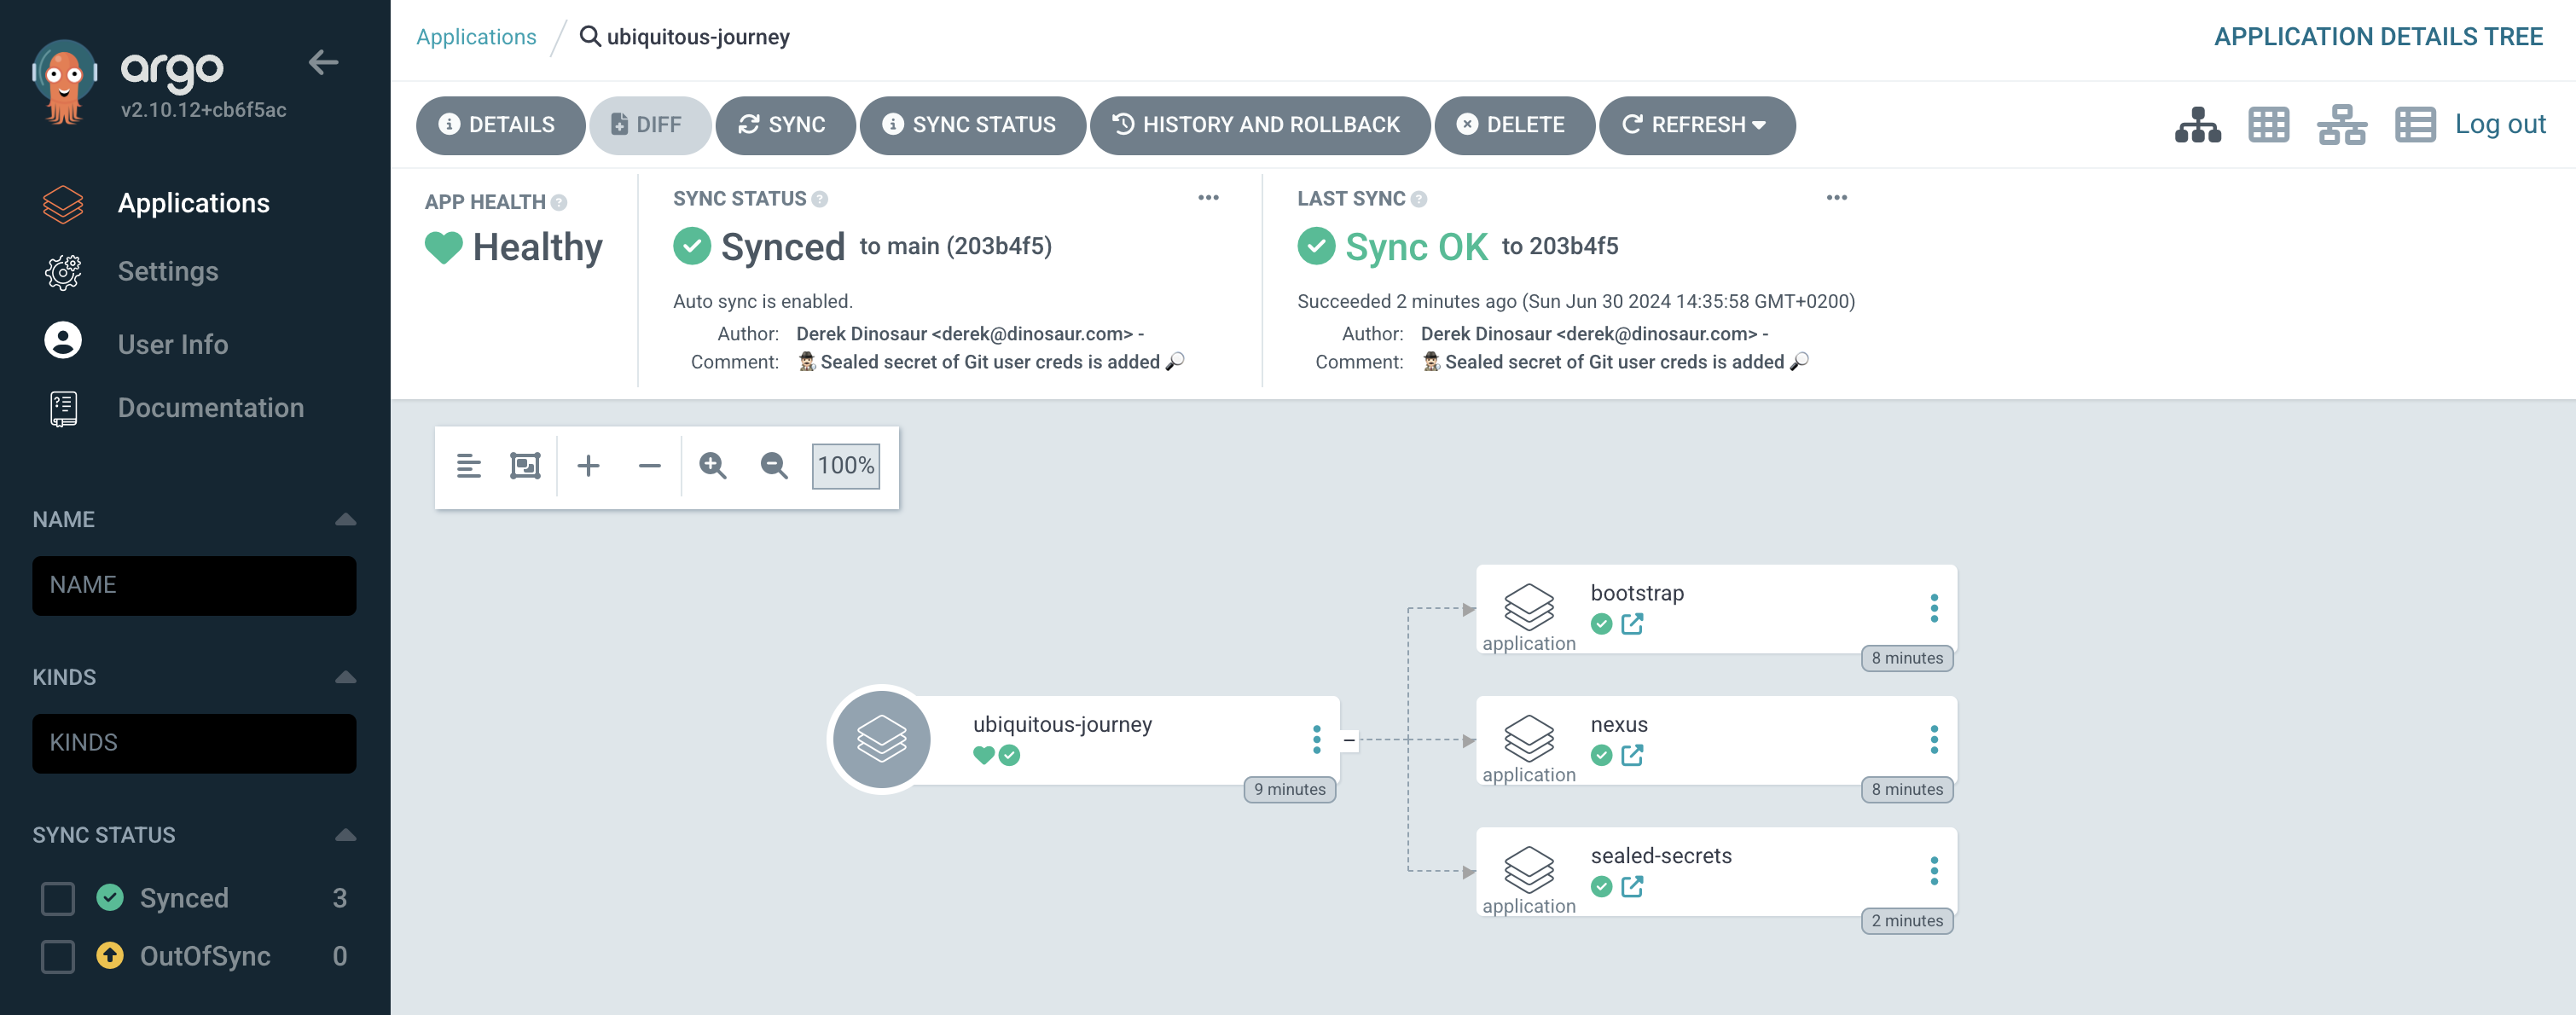 argo
v2.10.12+cb6f5ac
Applications
Settings
User Info
Documentation
NAME
NAME
KINDS
KINDS
SYNC STATUS
Synced 3
OutOfSync 0
Applications / ubiquitous-journey
APPLICATION DETAILS TREE
DETAILS DIFF SYNC SYNC STATUS HISTORY AND ROLLBACK DELETE REFRESH
Log out
APP HEALTH
Healthy
SYNC STATUS
Synced to main (203b4f5)
Auto sync is enabled.
Author: Derek Dinosaur <derek@dinosaur.com> -
Comment: 🕵️ Sealed secret of Git user creds is added 🔎
LAST SYNC
Sync OK to 203b4f5
Succeeded 2 minutes ago (Sun Jun 30 2024 14:35:58 GMT+0200)
Author: Derek Dinosaur <derek@dinosaur.com> -
Comment: 🕵️ Sealed secret of Git user creds is added 🔎
100%
ubiquitous-journey
9 minutes
bootstrap
application
8 minutes
nexus
application
8 minutes
sealed-secrets
application
2 minutes